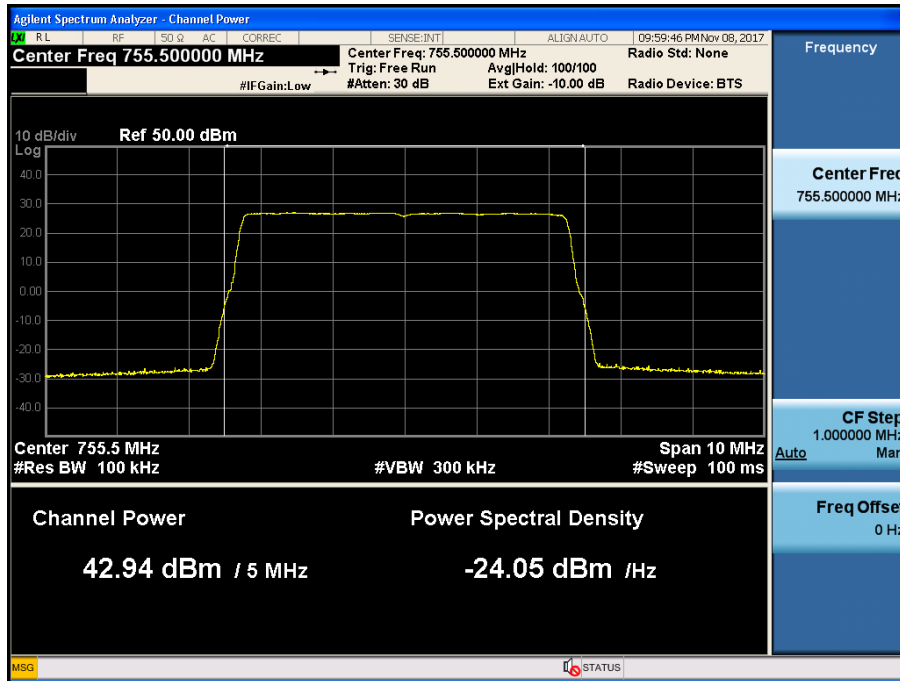 Agilent Spectrum Analyzer - Channel Power
LXI RL RF 50 Ω AC CORREC SENSE:INT ALIGNAUTO 09:59:46 PMNov 08, 2017
Center Freq 755.500000 MHz
Center Freq: 755.500000 MHz
Radio Std: None
Trig: Free Run
Avg|Hold: 100/100
#IFGain:Low
#Atten: 30 dB
Ext Gain: -10.00 dB
Radio Device: BTS
10 dB/div Ref 50.00 dBm
Log
40.0
30.0
20.0
10.0
0.00
-10.0
-20.0
-30.0
-40.0
Center 755.5 MHz
Span 10 MHz
#Res BW 100 kHz
#VBW 300 kHz
#Sweep 100 ms
Channel Power
Power Spectral Density
42.94 dBm / 5 MHz
-24.05 dBm /Hz
MSG
STATUS
Frequency
Center Freq
755.500000 MHz
CF Step
1.000000 MHz
Auto Man
Freq Offset
0 Hz